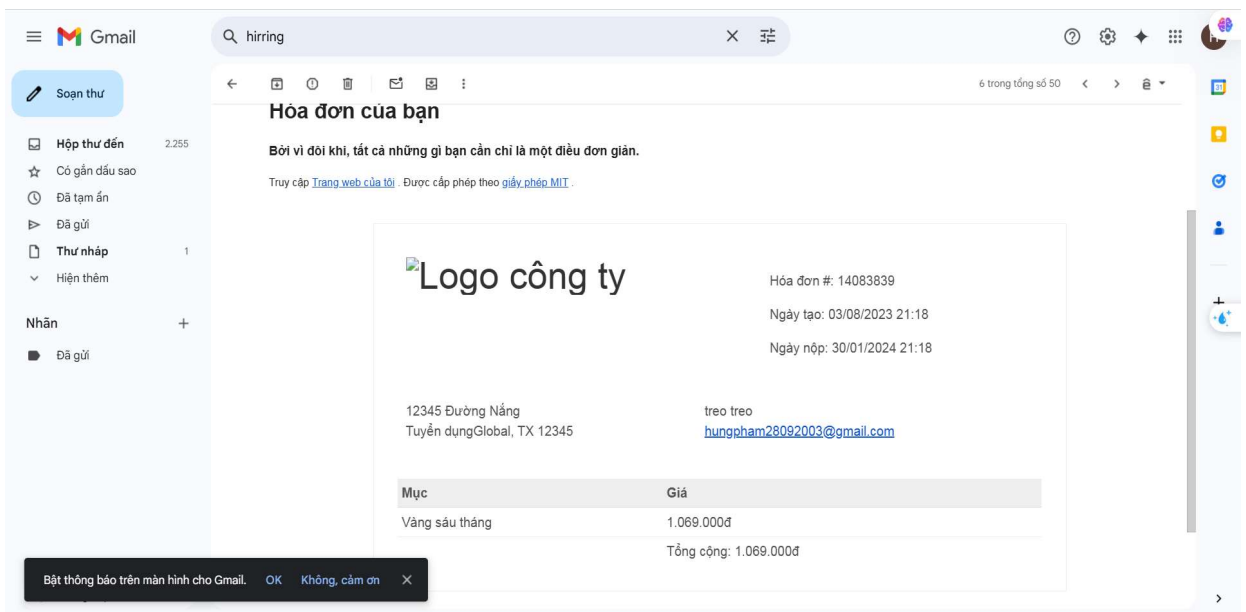 Gmail
hirring
Soạn thư
6 trong tổng số 50
Hóa đơn của bạn
Hộp thư đến 2.255
Bởi vì đôi khi, tất cả những gì bạn cần chỉ là một điều đơn giản.
Có gắn dấu sao
Truy cập Trang web của tôi . Được cấp phép theo giấy phép MIT .
Đã tạm ẩn
Đã gửi
Thư nháp 1
Hiện thêm
Logo công ty
Hóa đơn #: 14083839
Ngày tạo: 03/08/2023 21:18
Ngày nộp: 30/01/2024 21:18
Nhãn
Đã gửi
12345 Đường Nắng
Tuyển dụngGlobal, TX 12345
treo treo
hungpham28092003@gmail.com
Mục Giá
Vàng sáu tháng 1.069.000đ
Tổng cộng: 1.069.000đ
Bật thông báo trên màn hình cho Gmail. OK Không, cảm ơn